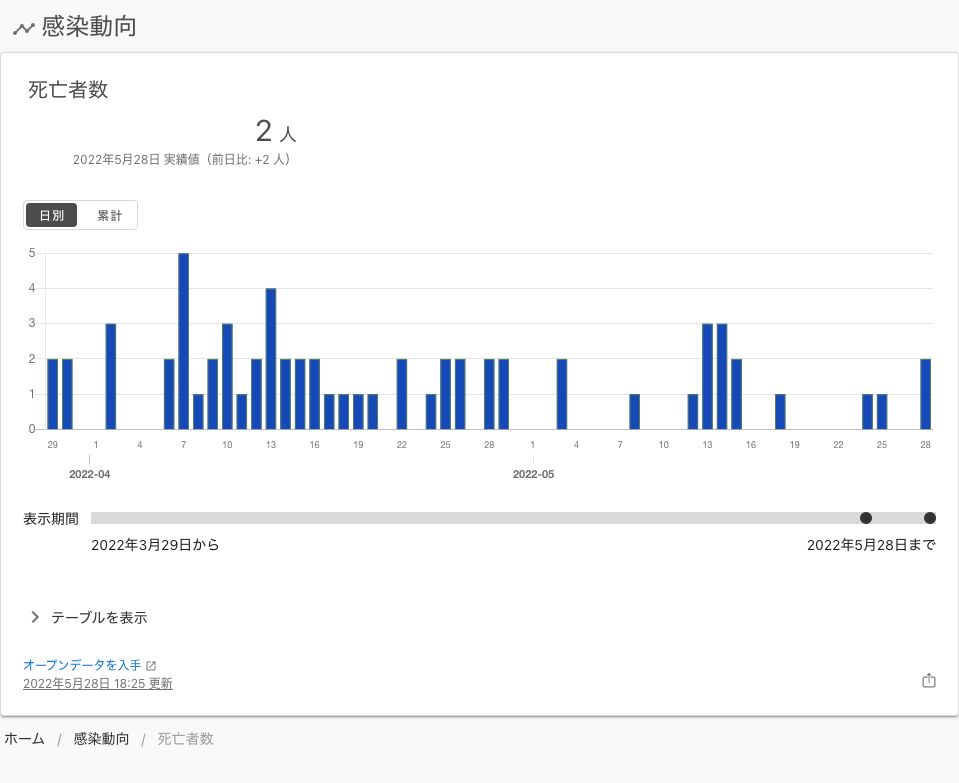 感染動向
死亡者数
2 人
2022年5月28日 実績値（前日比: +2 人）
日別 累計
5
4
3
2
1
0
29 1 4 7 10 13 16 19 22 25 28 1 4 7 10 13 16 19 22 25 28
2022-04 2022-05
表示期間
2022年3月29日から 2022年5月28日まで
テーブルを表示
オープンデータを入手
2022年5月28日 18:25 更新
ホーム / 感染動向 / 死亡者数